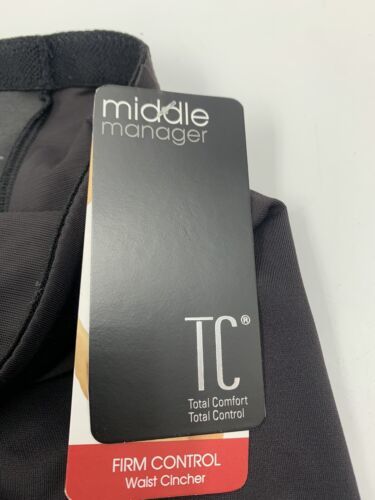 middle
manager
TC®
Total Comfort
Total Control
FIRM CONTROL
Waist Cincher